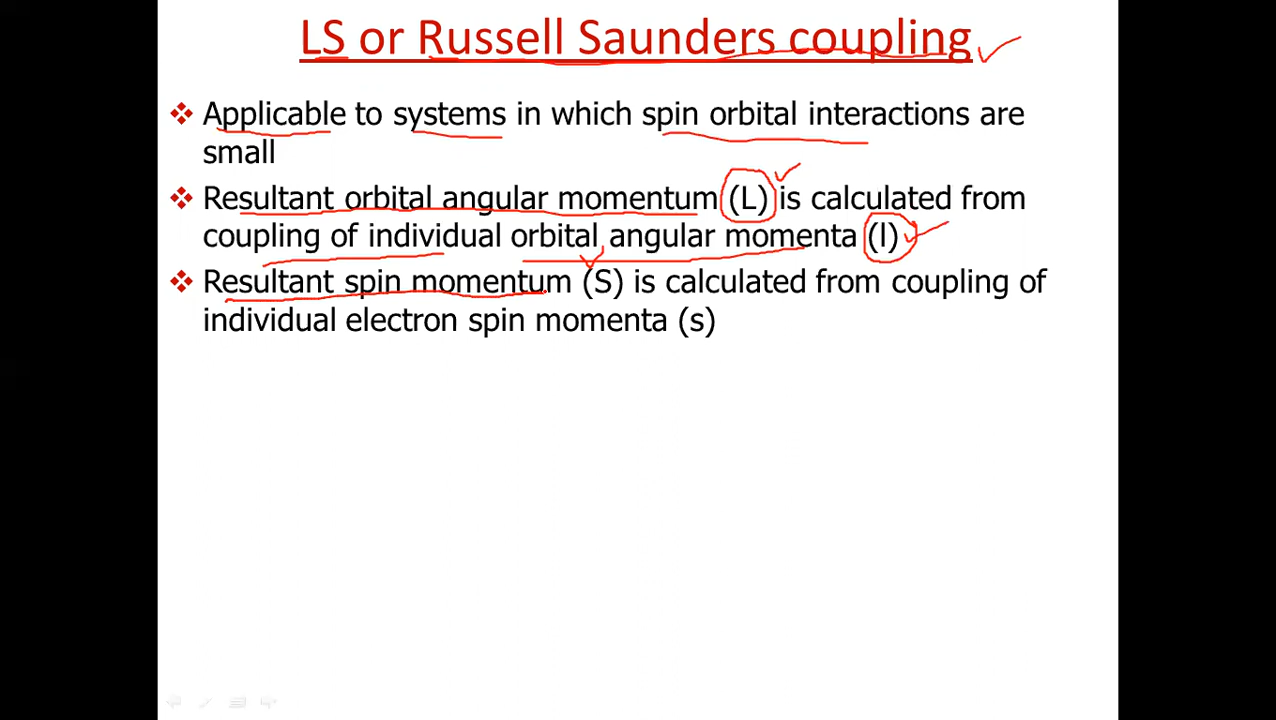 LS or Russell Saunders coupling
Applicable to systems in which spin orbital interactions are
small
Resultant orbital angular momentum (L) is calculated from
coupling of individual orbital angular momenta (l)
Resultant spin momentum (S) is calculated from coupling of
individual electron spin momenta (s)